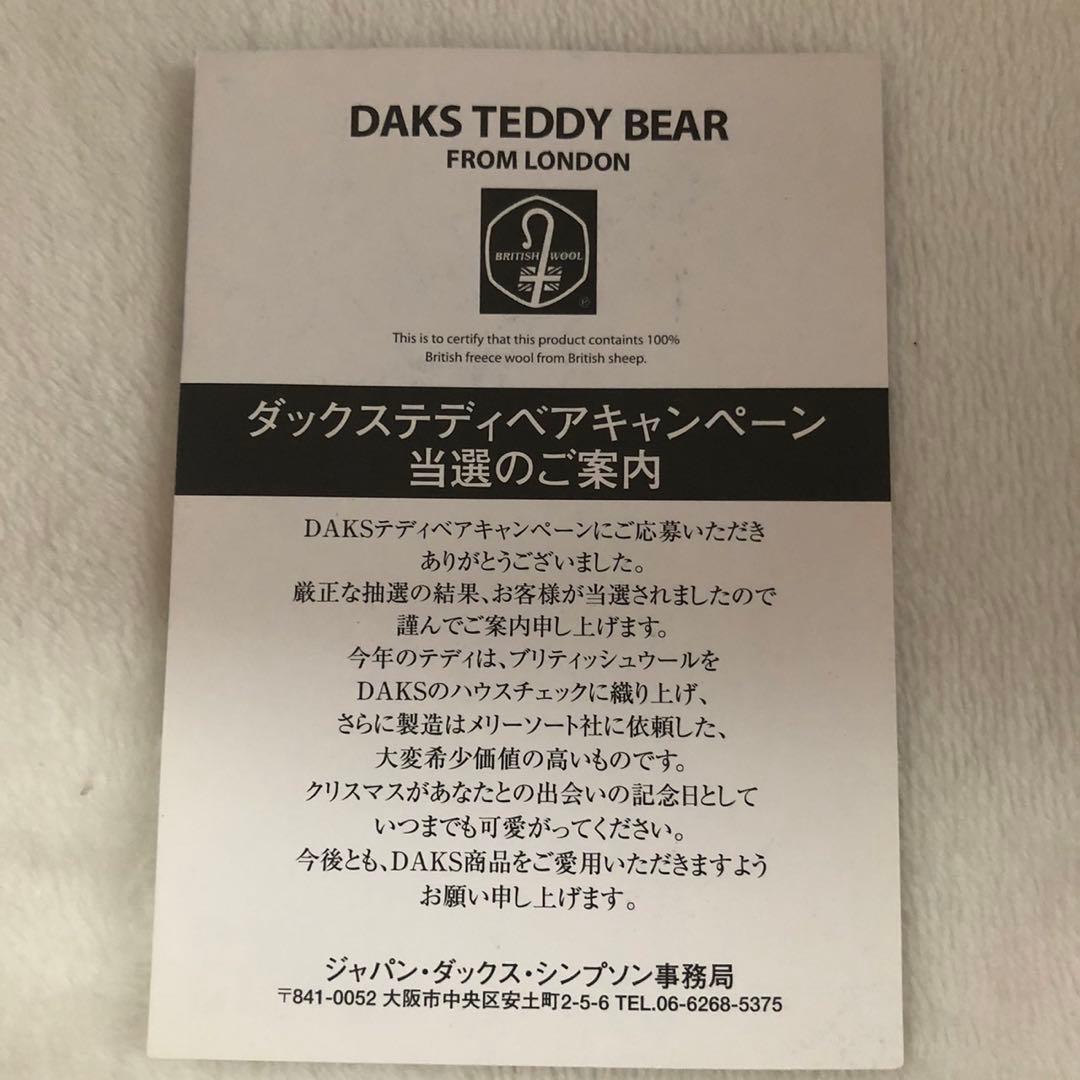 DAKS TEDDY BEAR
FROM LONDON
BRITISH WOOL
This is to certify that this product containts 100%
British freece wool from British sheep.
ダックステディベアキャンペーン
当選のご案内
DAKSテディベアキャンペーンにご応募いただき
ありがとうございました。
厳正な抽選の結果、お客様が当選されましたので
謹んでご案内申し上げます。
今年のテディは、ブリティッシュウールを
DAKSのハウスチェックに織り上げ、
さらに製造はメリーソート社に依頼した、
大変希少価値の高いものです。
クリスマスがあなたとの出会いの記念日として
いつまでも可愛がってください。
今後とも、DAKS商品をご愛用いただきますよう
お願い申し上げます。
ジャパン・ダックス・シンプソン事務局
〒841-0052 大阪市中央区安土町2-5-6 TEL.06-6268-5375